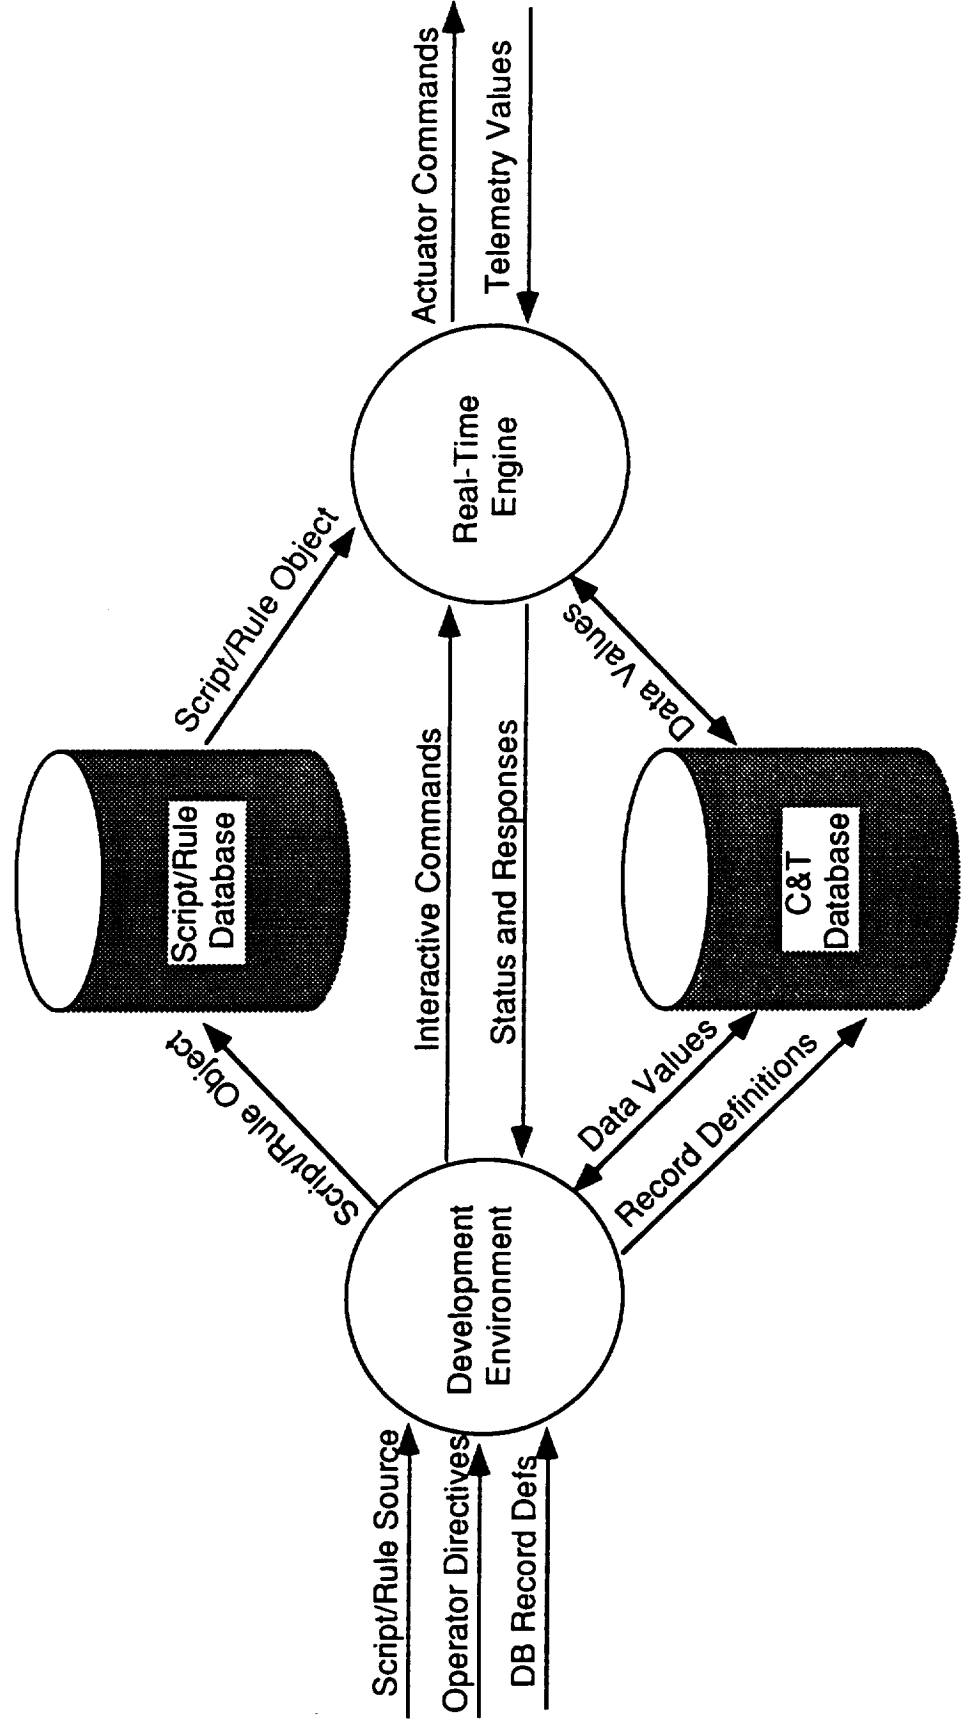 Script/Rule Source
Operator Directives
DB Record Defs
Development
Environment
Script/Rule Object
Script/Rule
Database
Script/Rule Object
Interactive Commands
Status and Responses
Data Values
Record Definitions
C&T
Database
Data Values
Real-Time
Engine
Actuator Commands
Telemetry Values